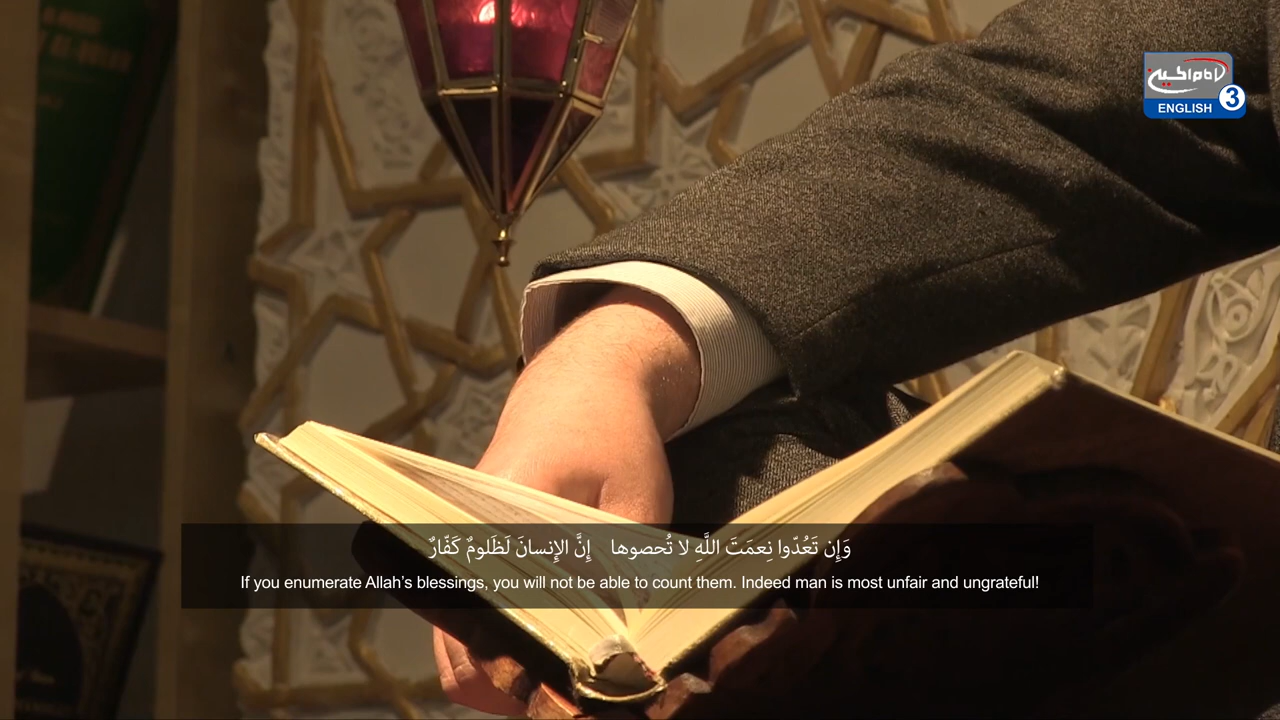 ENGLISH
3
وَإِن تَعُدّوا نِعمَتَ اللَّهِ لا تُحصوها إِنَّ الإِنسانَ لَظَلومٌ كَفّارٌ
If you enumerate Allah’s blessings, you will not be able to count them. Indeed man is most unfair and ungrateful!